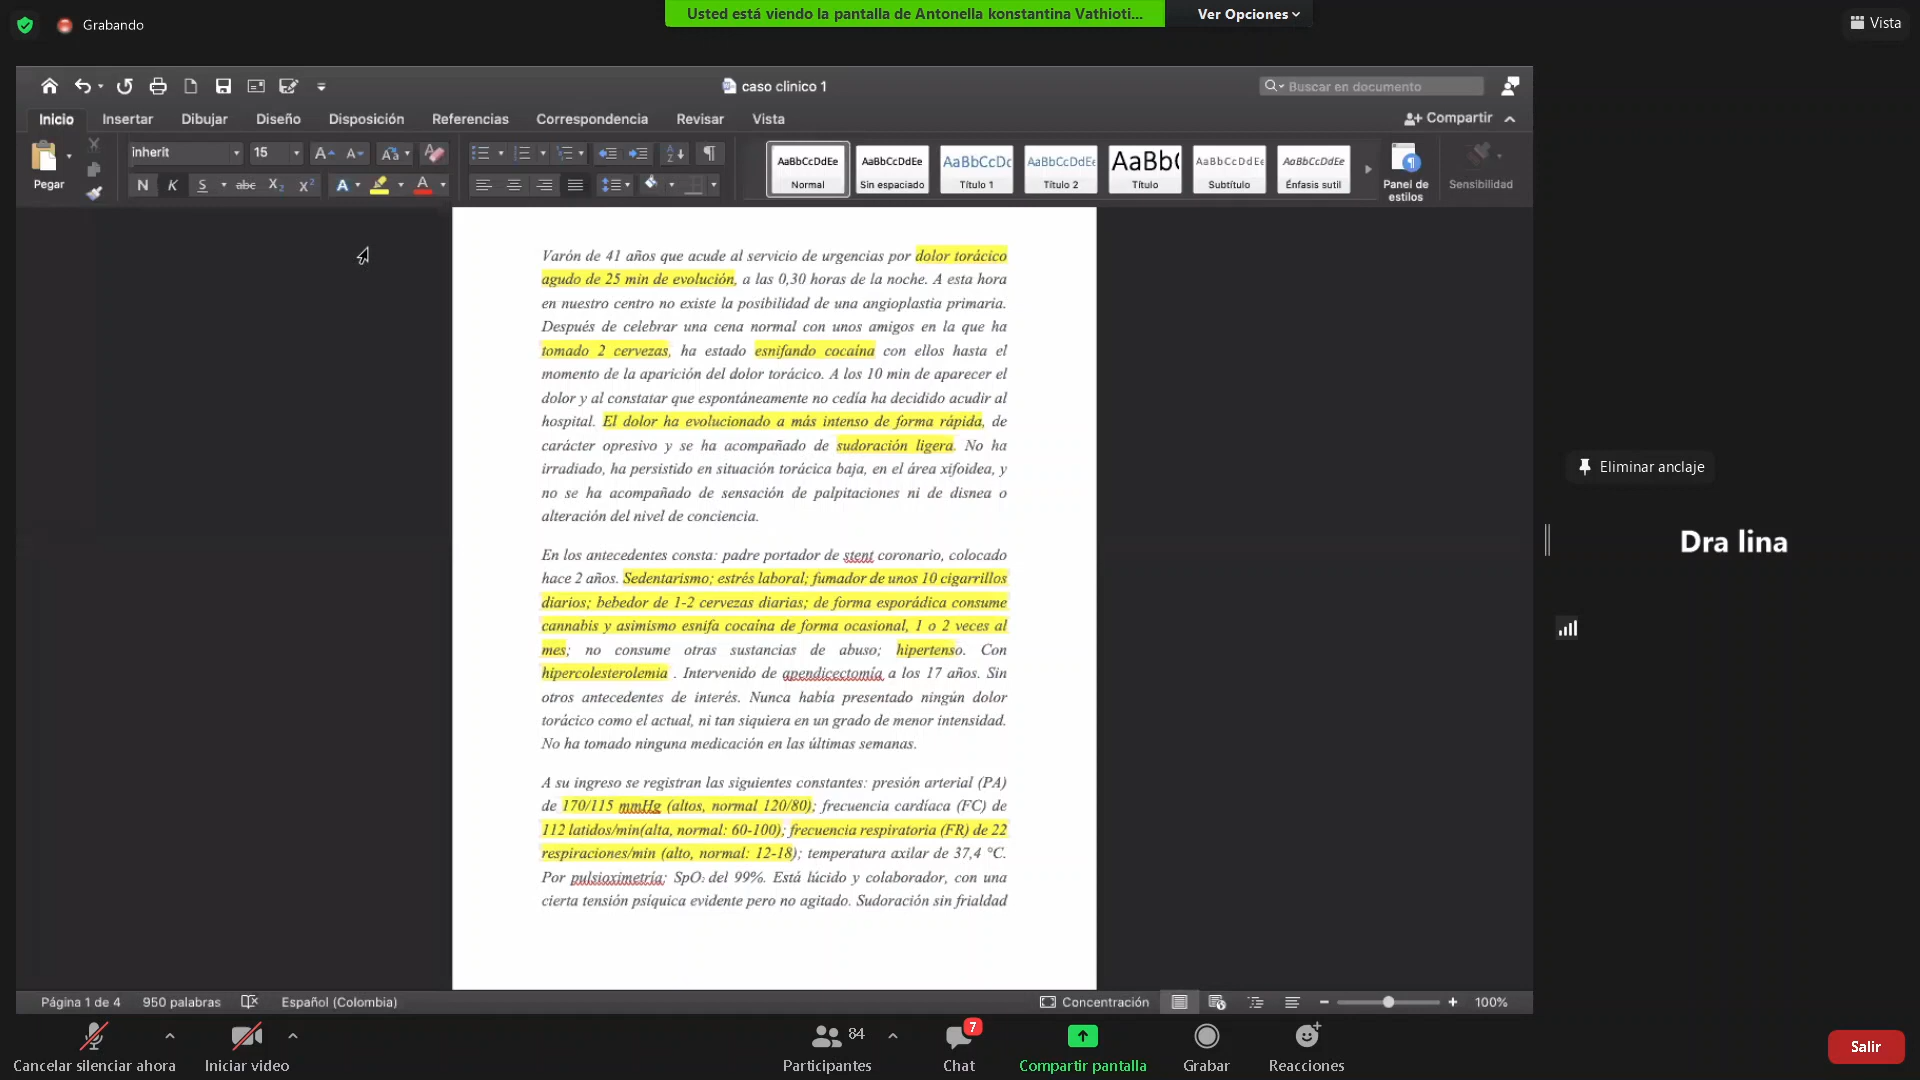 Grabando
Usted está viendo la pantalla de Antonella konstantina Vathioti...
Ver Opciones
Vista
caso clinico 1
Buscar en documento
Inicio
Insertar
Dibujar
Diseño
Disposición
Referencias
Correspondencia
Revisar
Vista
Compartir
Pegar
inherit
15
N K S abc X₂ X²
AaBbCcDdEe
Normal
AaBbCcDdEe
Sin espaciado
AaBbCcDc
Título 1
AaBbCcDdEe
Título 2
AaBb(
Título
AaBbCcDdEe
Subtítulo
AaBbCcDdEe
Énfasis sutil
Panel de
estilos
Sensibilidad
Varón de 41 años que acude al servicio de urgencias por dolor torácico
agudo de 25 min de evolución, a las 0,30 horas de la noche. A esta hora
en nuestro centro no existe la posibilidad de una angioplastia primaria.
Después de celebrar una cena normal con unos amigos en la que ha
tomado 2 cervezas, ha estado esnifando cocaína con ellos hasta el
momento de la aparición del dolor torácico. A los 10 min de aparecer el
dolor y al constatar que espontáneamente no cedía ha decidido acudir al
hospital. El dolor ha evolucionado a más intenso de forma rápida, de
carácter opresivo y se ha acompañado de sudoración ligera. No ha
irradiado, ha persistido en situación torácica baja, en el área xifoidea, y
no se ha acompañado de sensación de palpitaciones ni de disnea o
alteración del nivel de conciencia.
En los antecedentes consta: padre portador de stent coronario, colocado
hace 2 años. Sedentarismo; estrés laboral; fumador de unos 10 cigarrillos
diarios; bebedor de 1-2 cervezas diarias; de forma esporádica consume
cannabis y asimismo esnifa cocaína de forma ocasional, 1 o 2 veces al
mes; no consume otras sustancias de abuso; hipertenso. Con
hipercolesterolemia . Intervenido de apendicectomía a los 17 años. Sin
otros antecedentes de interés. Nunca había presentado ningún dolor
torácico como el actual, ni tan siquiera en un grado de menor intensidad.
No ha tomado ninguna medicación en las últimas semanas.
A su ingreso se registran las siguientes constantes: presión arterial (PA)
de 170/115 mmHg (altos, normal 120/80); frecuencia cardíaca (FC) de
112 latidos/min(alta, normal: 60-100); frecuencia respiratoria (FR) de 22
respiraciones/min (alto, normal: 12-18); temperatura axilar de 37,4 °C.
Por pulsioximetría: SpO₂ del 99%. Está lúcido y colaborador, con una
cierta tensión psíquica evidente pero no agitado. Sudoración sin frialdad
Eliminar anclaje
Dra lina
Página 1 de 4
950 palabras
Español (Colombia)
Concentración
100%
Cancelar silenciar ahora
Iniciar video
84
Participantes
7
Chat
Compartir pantalla
Grabar
Reacciones
Salir